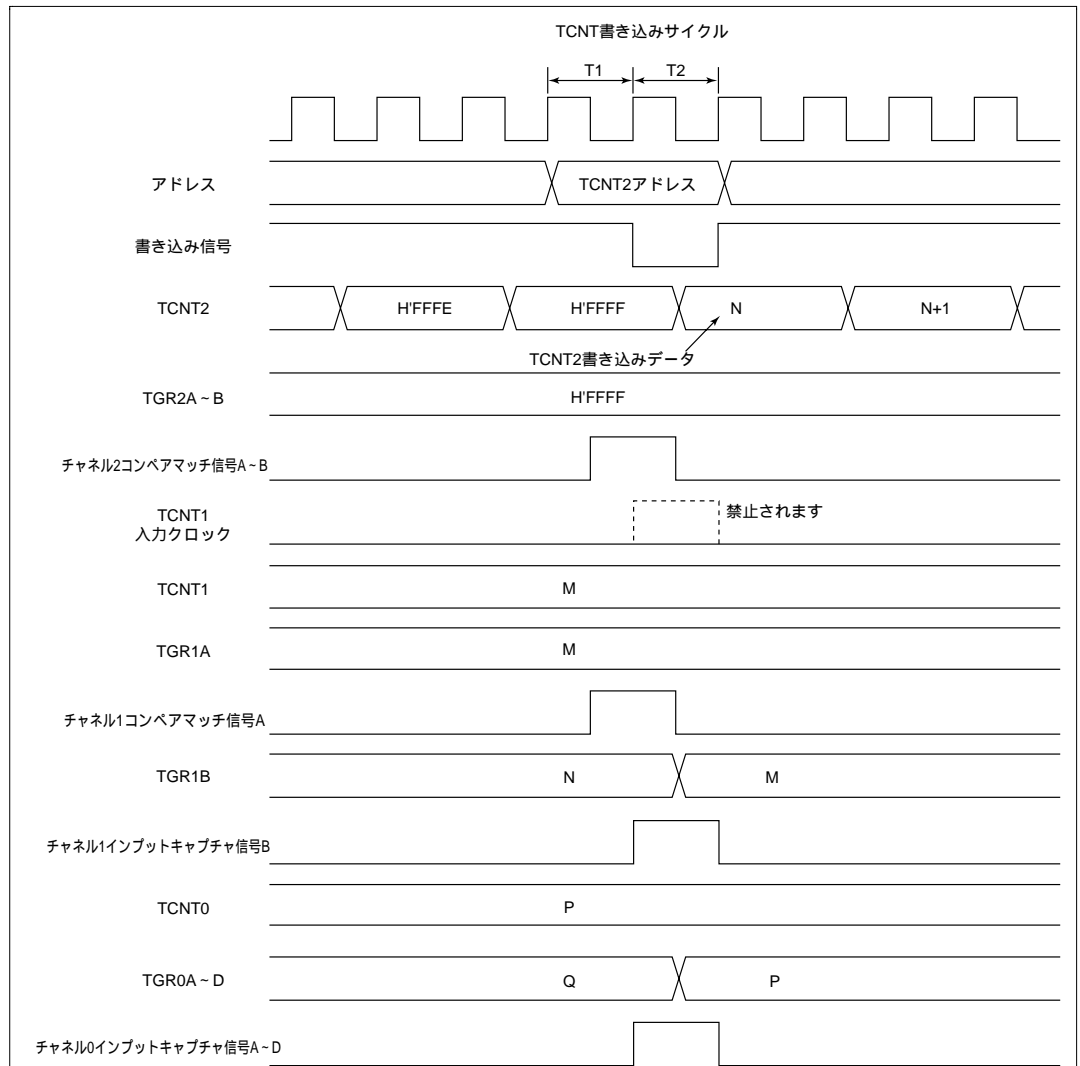 TCNT書き込みサイクル
T1
T2
アドレス
TCNT2アドレス
書き込み信号
TCNT2
H'FFFE
H'FFFF
N
N+1
TCNT2書き込みデータ
TGR2A～B
H'FFFF
チャネル2コンペアマッチ信号A～B
TCNT1
入力クロック
禁止されます
TCNT1
M
TGR1A
M
チャネル1コンペアマッチ信号A
TGR1B
N
M
チャネル1インプットキャプチャ信号B
TCNT0
P
TGR0A～D
Q
P
チャネル0インプットキャプチャ信号A～D